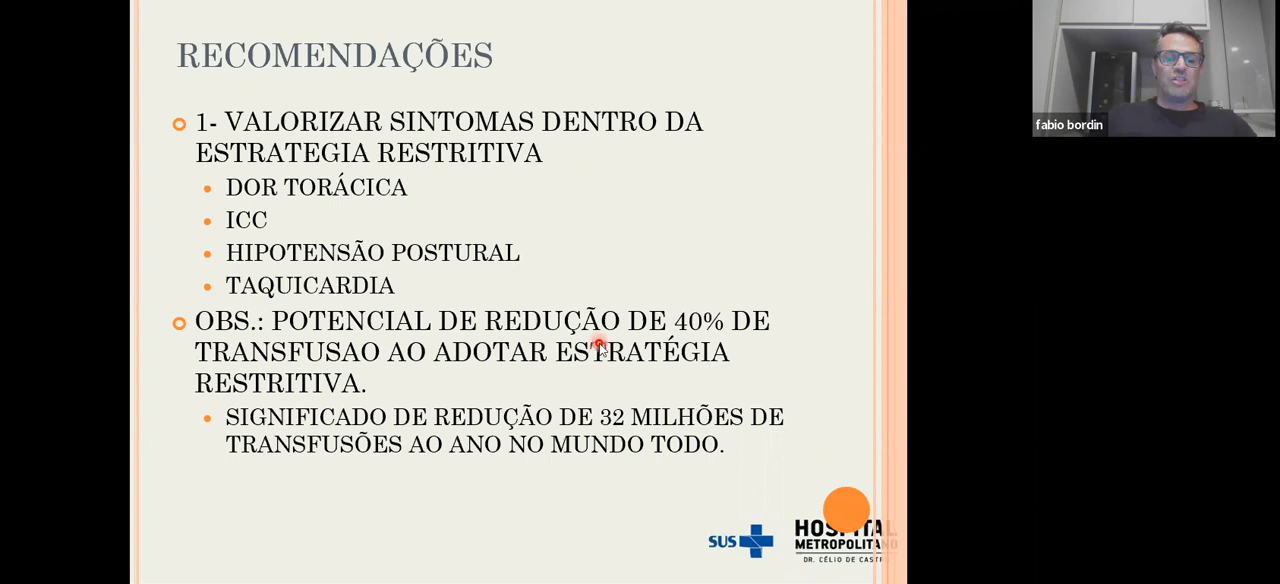 RECOMENDAÇÕES
1- VALORIZAR SINTOMAS DENTRO DA
ESTRATEGIA RESTRITIVA
DOR TORÁCICA
ICC
HIPOTENSÃO POSTURAL
TAQUICARDIA
OBS.: POTENCIAL DE REDUÇÃO DE 40% DE
TRANSFUSAO AO ADOTAR ESTRATÉGIA
RESTRITIVA.
SIGNIFICADO DE REDUÇÃO DE 32 MILHÕES DE
TRANSFUSÕES AO ANO NO MUNDO TODO.
SUS
HOSPITAL
METROPOLITANO
DR. CÉLIO DE CASTRO
fabio bordin